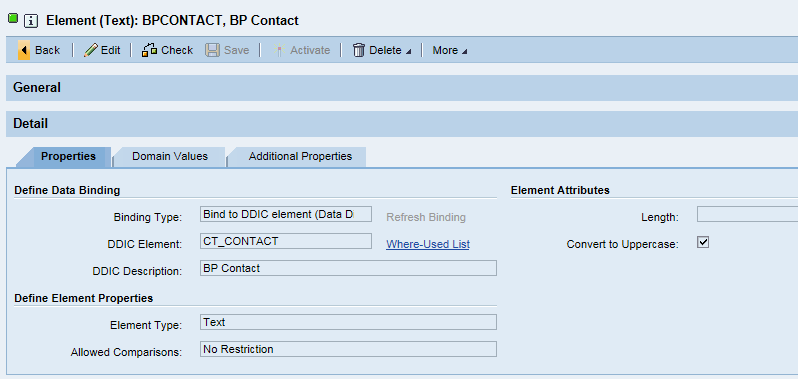 Element (Text): BPCONTACT, BP Contact
Back Edit Check Save Activate Delete More
General
Detail
Properties Domain Values Additional Properties
Define Data Binding Element Attributes
Binding Type: Bind to DDIC element (Data D Refresh Binding Length:
DDIC Element: CT_CONTACT Where-Used List Convert to Uppercase:
DDIC Description: BP Contact
Define Element Properties
Element Type: Text
Allowed Comparisons: No Restriction